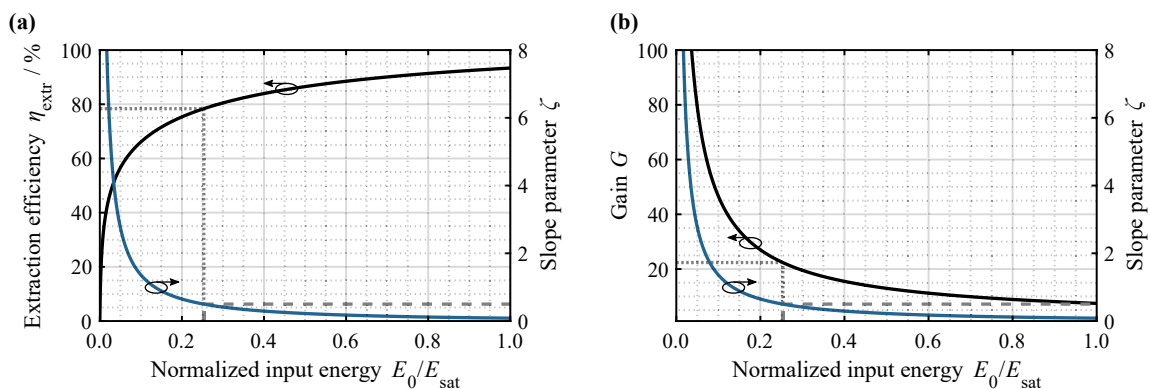 (a)
100
80
60
40
20
0
Extraction efficiency η_extr / %
8
6
4
2
0
Slope parameter ζ
0.0 0.2 0.4 0.6 0.8 1.0
Normalized input energy E_0/E_sat
(b)
100
80
60
40
20
Gain G
8
6
4
2
0
Slope parameter ζ
0.0 0.2 0.4 0.6 0.8 1.0
Normalized input energy E_0/E_sat